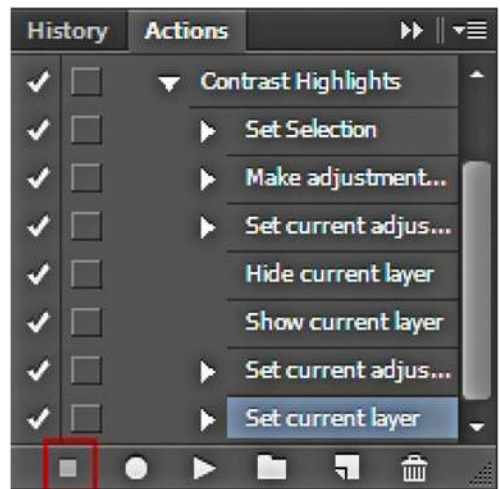 History Actions
Contrast Highlights
Set Selection
Make adjustment...
Set current adjus...
Hide current layer
Show current layer
Set current adjus...
Set current layer